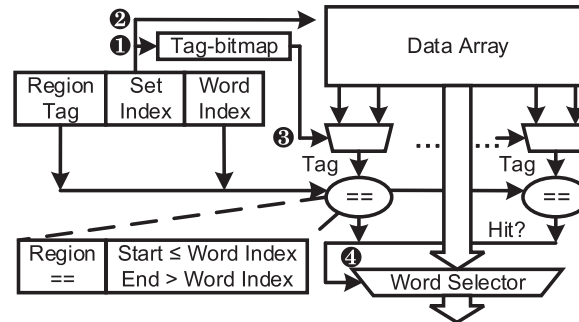 ❷
❶ Tag-bitmap
Data Array
Region Tag
Set Index
Word Index
❸
Tag
Tag
......
...
==
==
Hit?
Region ==
Start ≤ Word Index
End > Word Index
❹
Word Selector